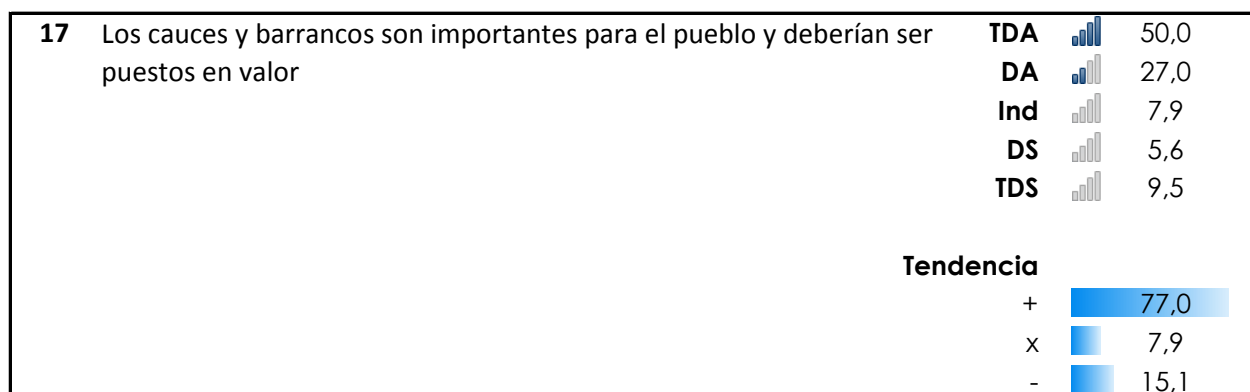 17 Los cauces y barrancos son importantes para el pueblo y deberían ser TDA 50,0
puestos en valor DA 27,0
Ind 7,9
DS 5,6
TDS 9,5
Tendencia
+ 77,0
x 7,9
- 15,1